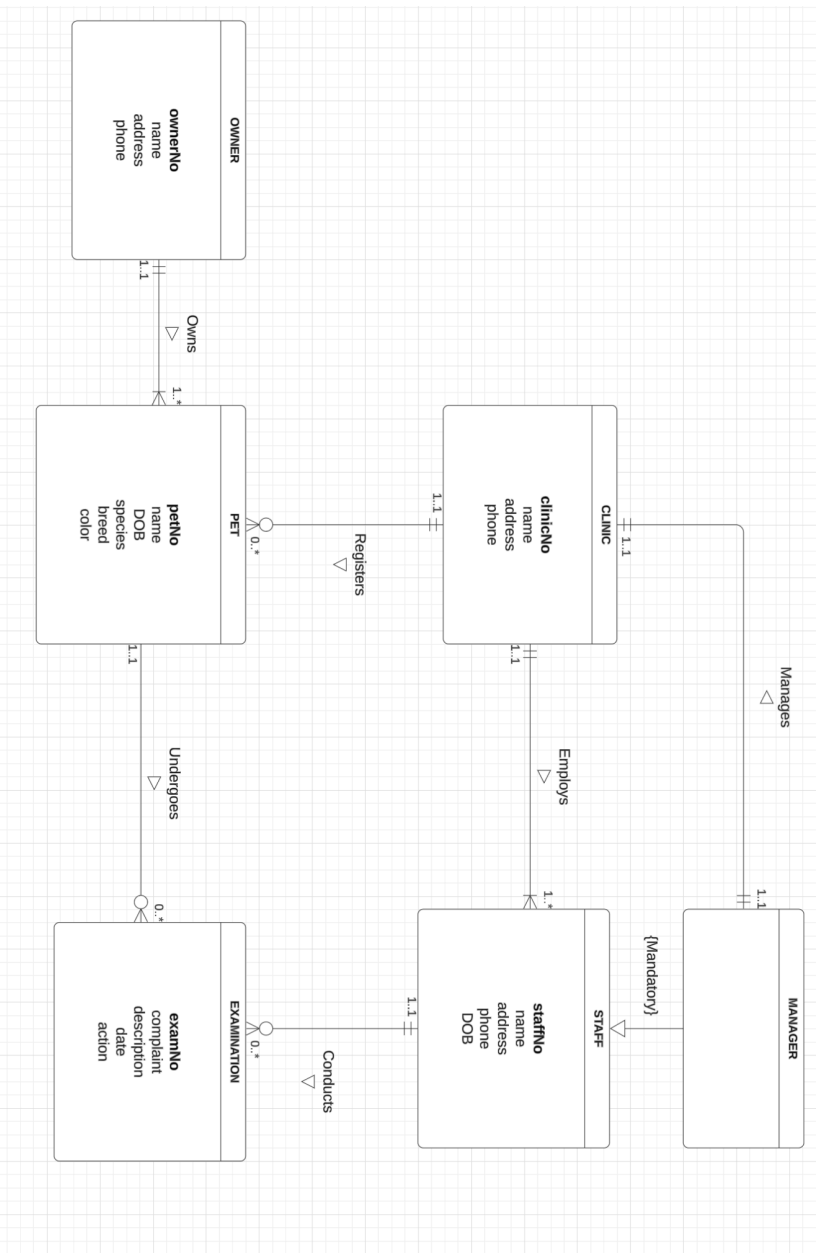 MANAGER
Manages
1..1
{Mandatory}
1..1
CLINIC
clinicNo
name
address
phone
Employs
1..1
1..*
STAFF
staffNo
name
address
phone
DOB
1..1
Registers
0..*
1..1
Conducts
0..*
OWNER
ownerNo
name
address
phone
Owns
1..1
1..*
PET
petNo
name
DOB
species
breed
color
Undergoes
1..1
0..*
EXAMINATION
examNo
complaint
description
date
action